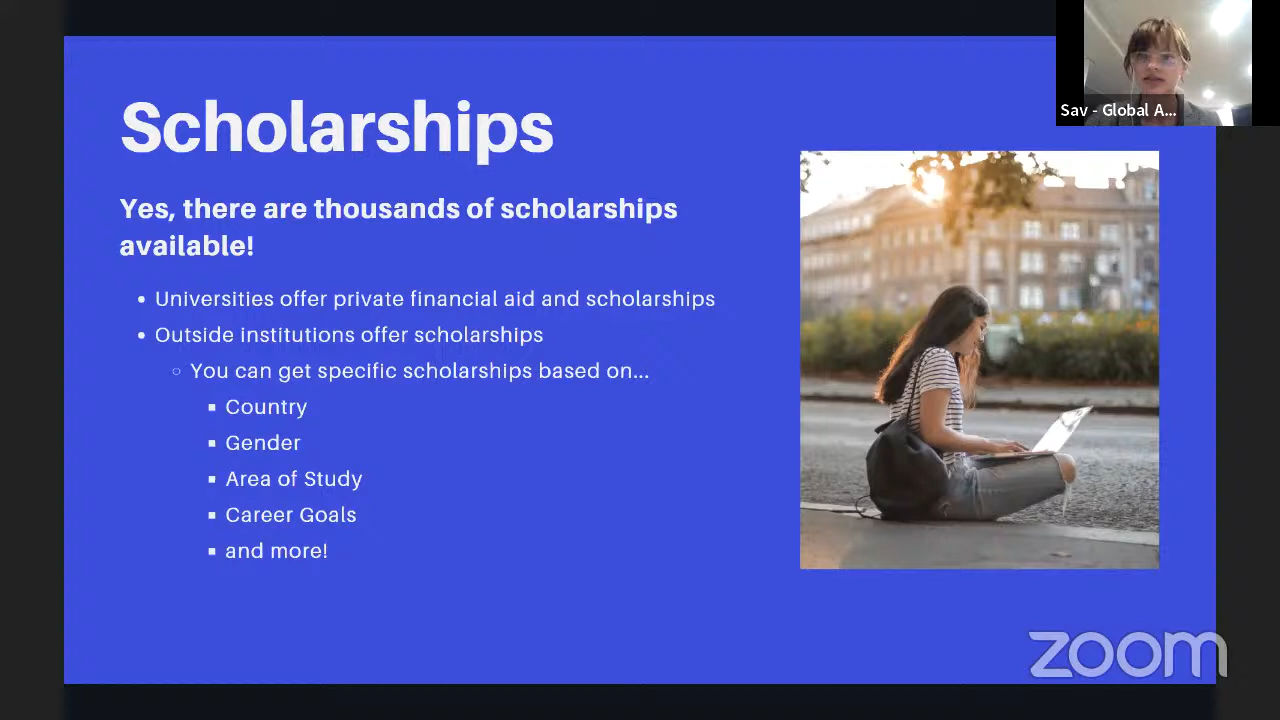 Scholarships
Yes, there are thousands of scholarships
available!
• Universities offer private financial aid and scholarships
• Outside institutions offer scholarships
◦ You can get specific scholarships based on...
▪ Country
▪ Gender
▪ Area of Study
▪ Career Goals
▪ and more!
Sav - Global A...
zoom